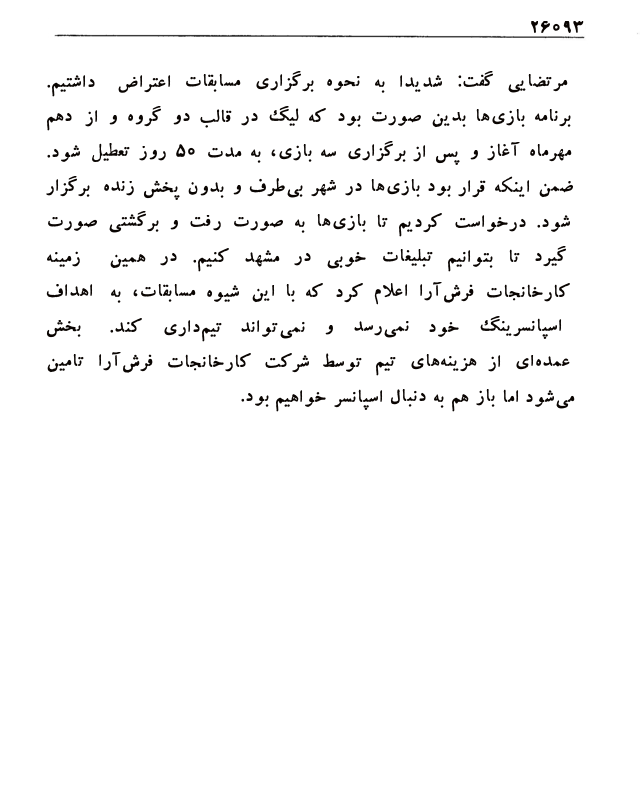 ۲۶۰۹۳
مرتضایی گفت: شدیدا به نحوه برگزاری مسابقات اعتراض داشتیم.
برنامه بازی‌ها بدین صورت بود که لیگ در قالب دو گروه و از دهم
مهرماه آغاز و پس از برگزاری سه بازی، به مدت ۵۰ روز تعطیل شود.
ضمن اینکه قرار بود بازی‌ها در شهر بی‌طرف و بدون پخش زنده برگزار
شود. درخواست کردیم تا بازی‌ها به صورت رفت و برگشتی صورت
گیرد تا بتوانیم تبلیغات خوبی در مشهد کنیم. در همین زمینه
کارخانجات فرش‌آرا اعلام کرد که با این شیوه مسابقات، به اهداف
اسپانسرینگ خود نمی‌رسد و نمی‌تواند تیم‌داری کند. بخش
عمده‌ای از هزینه‌های تیم توسط شرکت کارخانجات فرش‌آرا تامین
می‌شود اما باز هم به دنبال اسپانسر خواهیم بود.